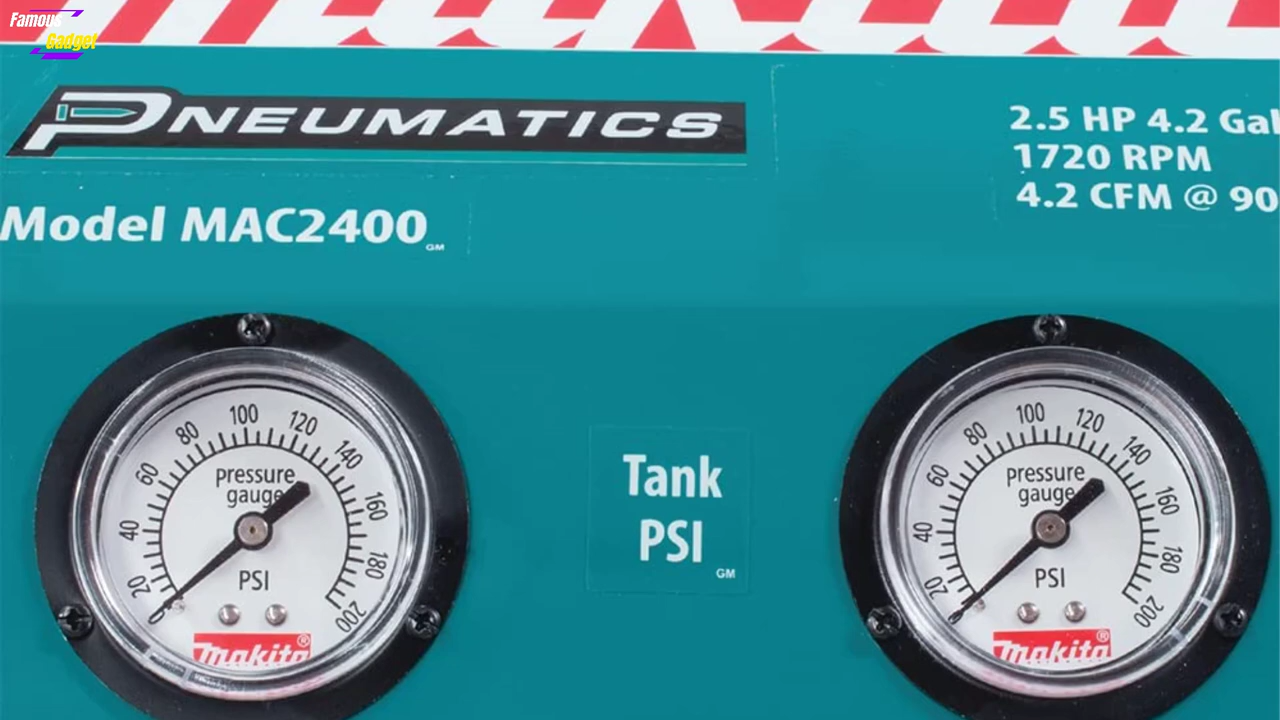 Famous
Gadget
PNEUMATICS
2.5 HP 4.2 Gal
1720 RPM
4.2 CFM @ 90
Model MAC2400
GM
0 20 40 60 80 100 120 140 160 180 200
pressure
gauge
PSI
makita®
Tank
PSI
GM
0 20 40 60 80 100 120 140 160 180 200
pressure
gauge
PSI
makita®